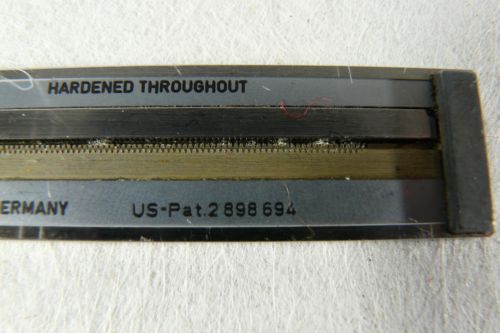 HARDENED THROUGHOUT
ERMANY US-Pat.2 898 694